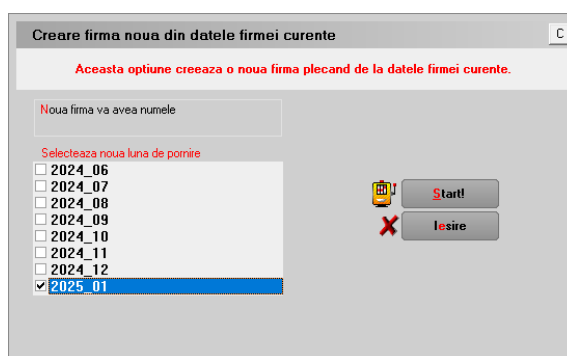 Creare firma noua din datele firmei curente
C
Aceasta optiune creeaza o noua firma plecand de la datele firmei curente.
Noua firma va avea numele
Selecteaza noua luna de pornire
2024_06
2024_07
2024_08
2024_09
2024_10
2024_11
2024_12
2025_01
Start!
Iesire